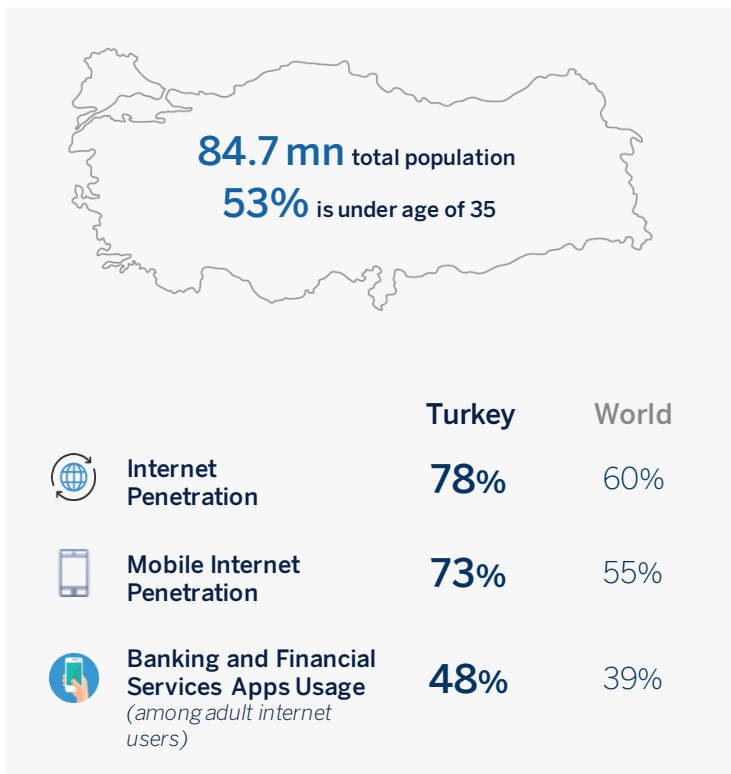 84.7 mn total population
53% is under age of 35
Turkey World
Internet
Penetration
78% 60%
Mobile Internet
Penetration
73% 55%
Banking and Financial
Services Apps Usage
(among adult internet
users)
48% 39%